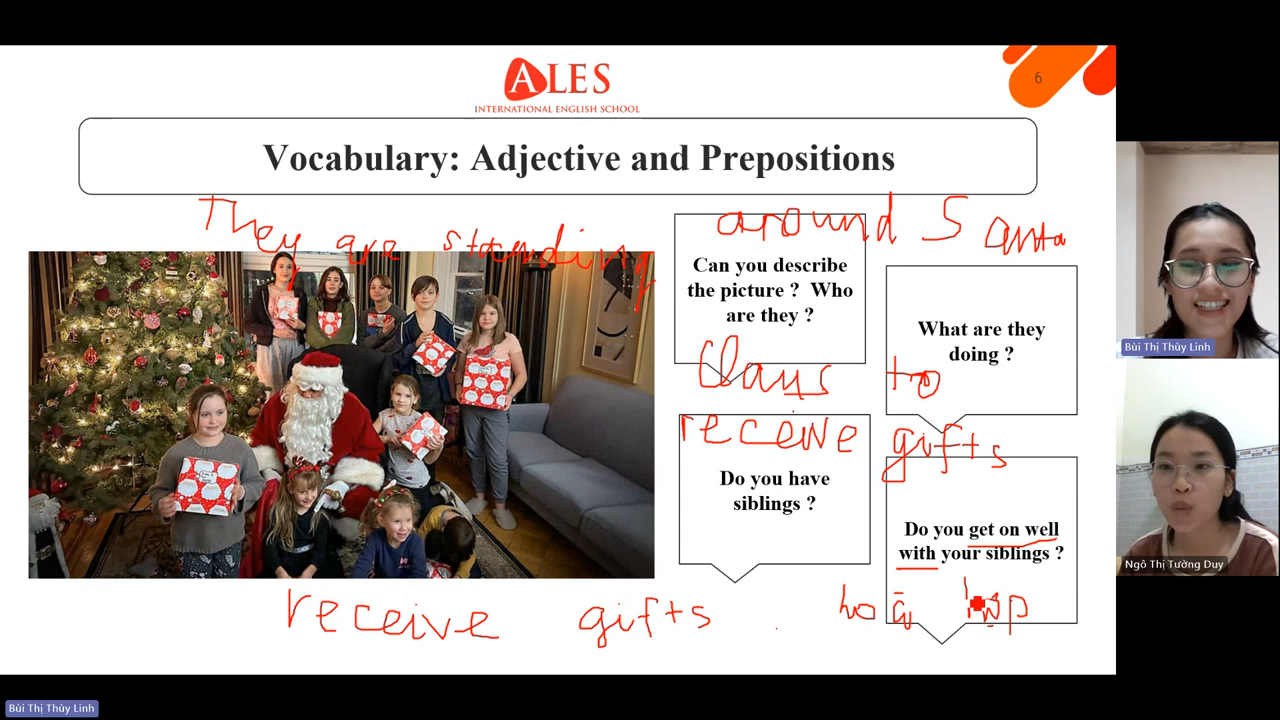 6
ALES
INTERNATIONAL ENGLISH SCHOOL
Vocabulary: Adjective and Prepositions
They are standing around Santa
Can you describe
the picture ? Who
are they ?
What are they
doing ?
Claus to
receive gifts
Do you have
siblings ?
Do you get on well
with your siblings ?
receive gifts
Bùi Thị Thùy Linh
Ngô Thị Tường Duy
Bùi Thị Thùy Linh